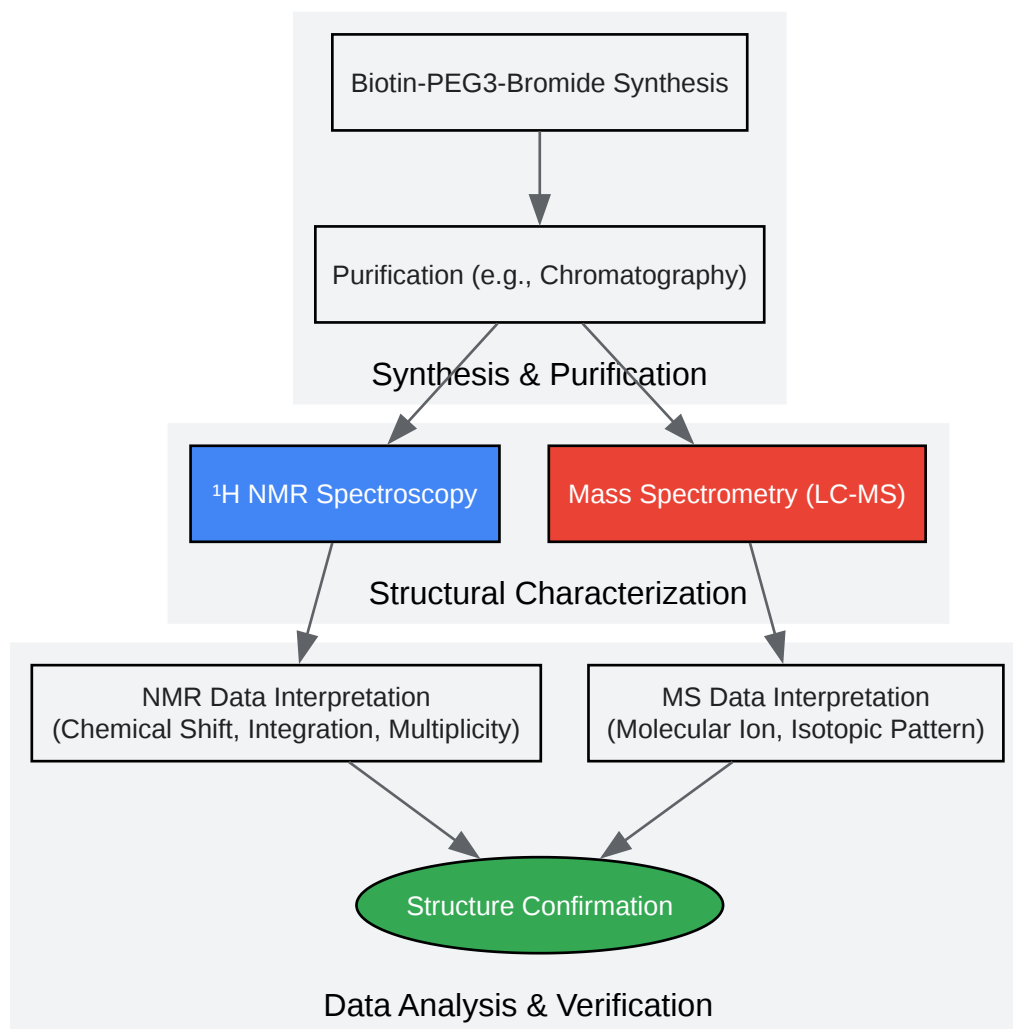 Biotin-PEG3-Bromide Synthesis
Purification (e.g., Chromatography)
Synthesis & Purification
¹H NMR Spectroscopy
Mass Spectrometry (LC-MS)
Structural Characterization
NMR Data Interpretation
(Chemical Shift, Integration, Multiplicity)
MS Data Interpretation
(Molecular Ion, Isotopic Pattern)
Structure Confirmation
Data Analysis & Verification